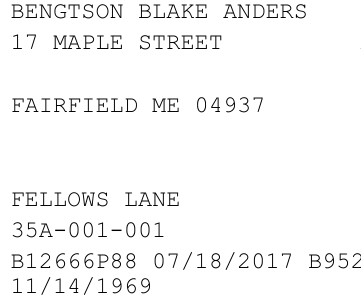 BENGTSON BLAKE ANDERS
17 MAPLE STREET
FAIRFIELD ME 04937
FELLOWS LANE
35A-001-001
B12666P88 07/18/2017 B952
11/14/1969